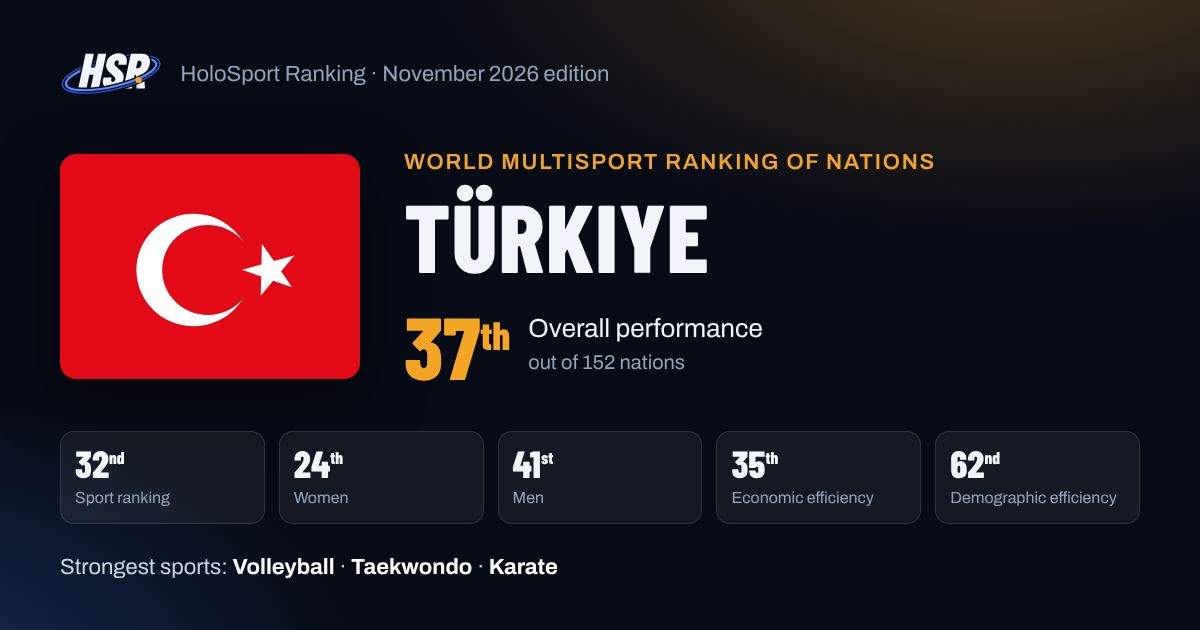 HSR
HoloSport Ranking · November 2026 edition
WORLD MULTISPORT RANKING OF NATIONS
TÜRKIYE
37th
Overall performance
out of 152 nations
32nd
Sport ranking
24th
Women
41st
Men
35th
Economic efficiency
62nd
Demographic efficiency
Strongest sports: Volleyball · Taekwondo · Karate